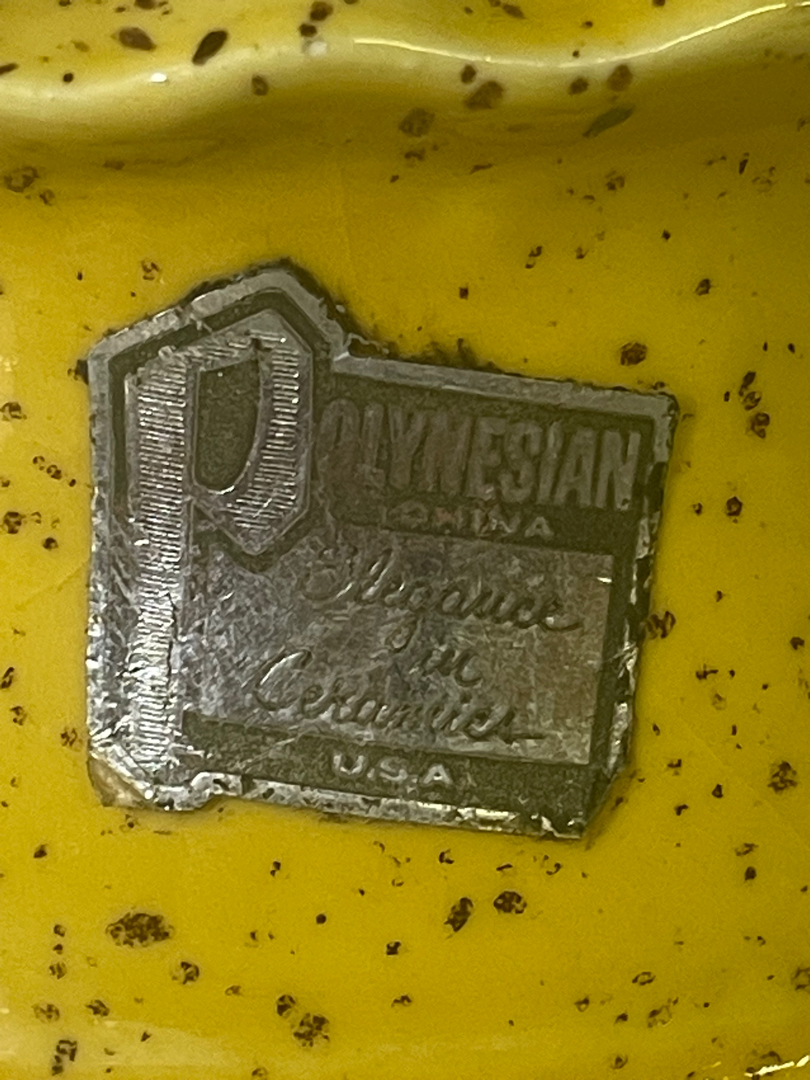 POLYNESIAN
CHINA
Elegance
in
Ceramics
U.S.A